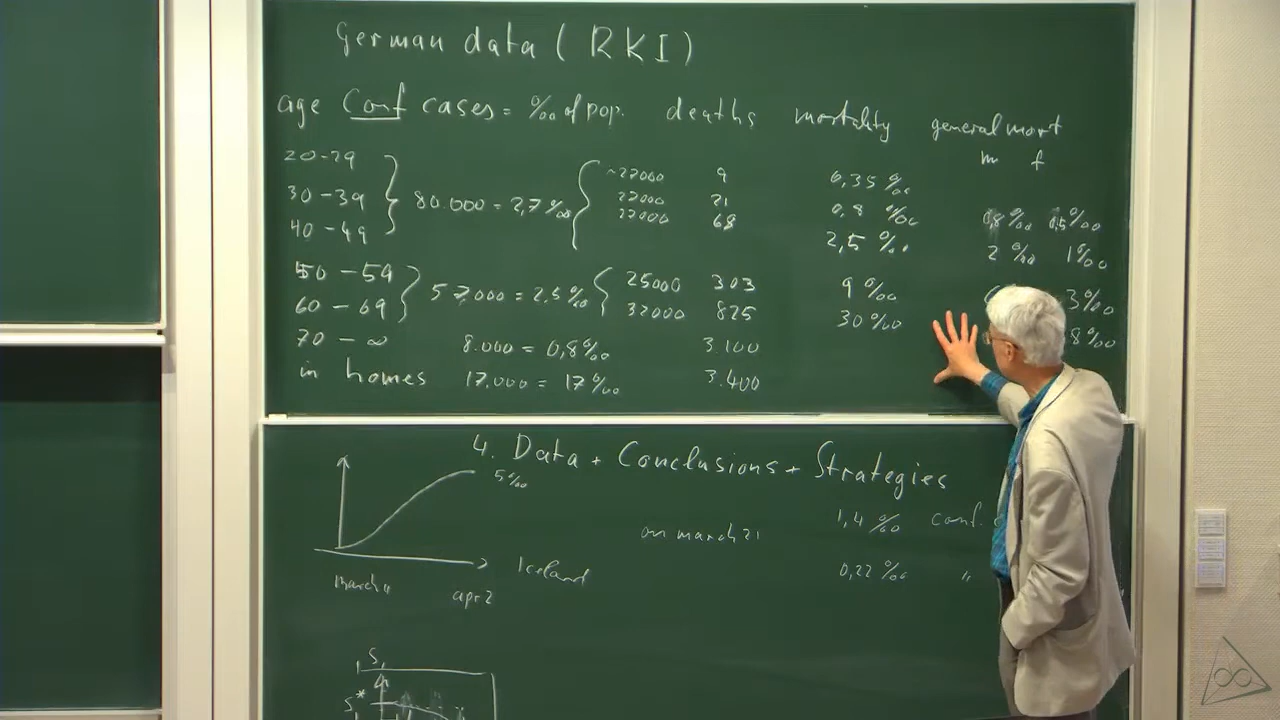 German data (RKI)
age Conf cases = ‰ of pop. deaths mortality general mort
m f
20-29 ~27000 9 0,35 ‰
30-39 80.000 = 2,7‰ 27000 21 0,8 ‰ 0,8‰ 0,5‰
40-49 27000 68 2,5 ‰ 2‰ 1‰
50-59 25000 303 9‰ 3‰
57,000 = 2,5‰
60-69 32000 825 30‰ 8‰
70-∞ 8.000 = 0,8‰ 3.100
in homes 17.000 = 17‰ 3.400
4. Data + Conclusions + Strategies
5‰
on march 21 1,4‰ conf.
Iceland 0,22‰ "
march
apr 2
1 S,
S*